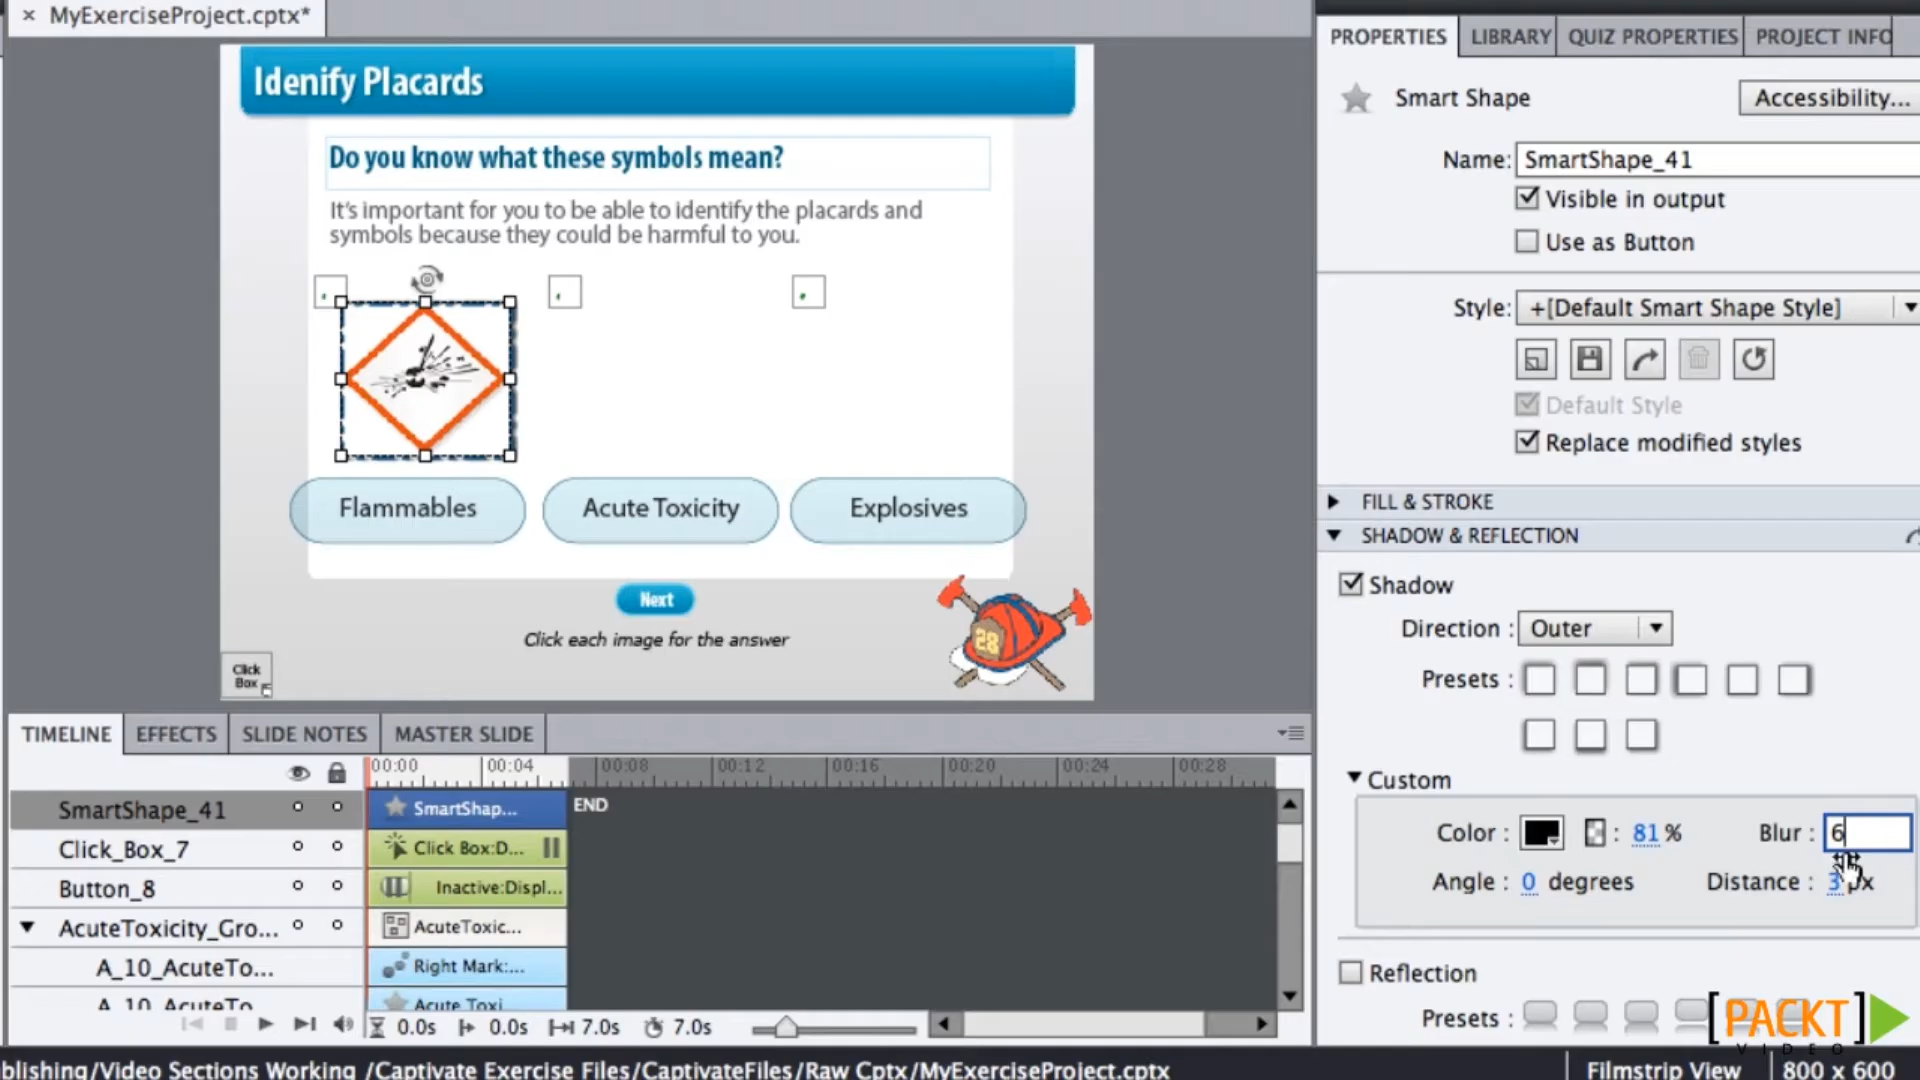 × MyExerciseProject.cptx*
PROPERTIES
LIBRARY
QUIZ PROPERTIES
PROJECT INFO
Idenify Placards
Do you know what these symbols mean?
It's important for you to be able to identify the placards and
symbols because they could be harmful to you.
Flammables
Acute Toxicity
Explosives
Next
Click each image for the answer
28
Click
Box
Smart Shape
Accessibility...
Name: SmartShape_41
Visible in output
Use as Button
Style: +[Default Smart Shape Style]
Default Style
Replace modified styles
FILL & STROKE
SHADOW & REFLECTION
Shadow
Direction : Outer
Presets :
Custom
Color : : 81 % Blur : 6
Angle : 0 degrees Distance : 3 px
Reflection
Presets :
TIMELINE
EFFECTS
SLIDE NOTES
MASTER SLIDE
00:00 00:04 00:08 00:12 00:16 00:20 00:24 00:28
SmartShape_41 SmartShap... END
Click_Box_7 Click Box:D...
Button_8 Inactive:Displ...
AcuteToxicity_Gro... AcuteToxic...
A_10_AcuteTo... Right Mark:...
A_10_AcuteTo Acute Toxi
0.0s 0.0s 7.0s 7.0s
[PACKT]
VIDEO
blishing/Video Sections Working /Captivate Exercise Files/CaptivateFiles/Raw Cptx/MyExerciseProject.cptx
Filmstrip View
800 x 600